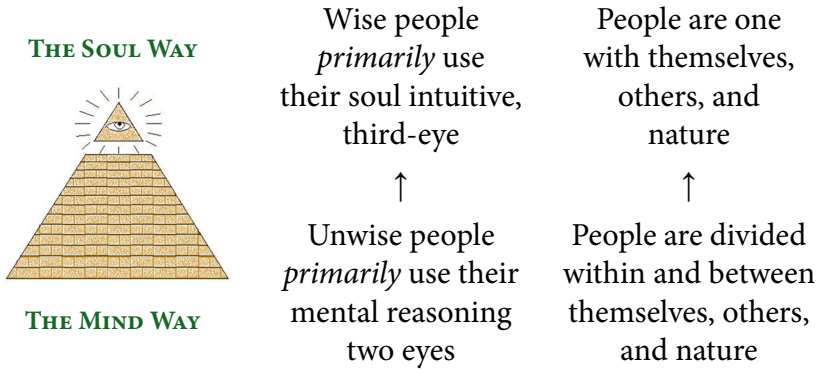 THE SOUL WAY
THE MIND WAY
Wise people
primarily use
their soul intuitive,
third-eye
↑
Unwise people
primarily use their
mental reasoning
two eyes
People are one
with themselves,
others, and
nature
↑
People are divided
within and between
themselves, others,
and nature